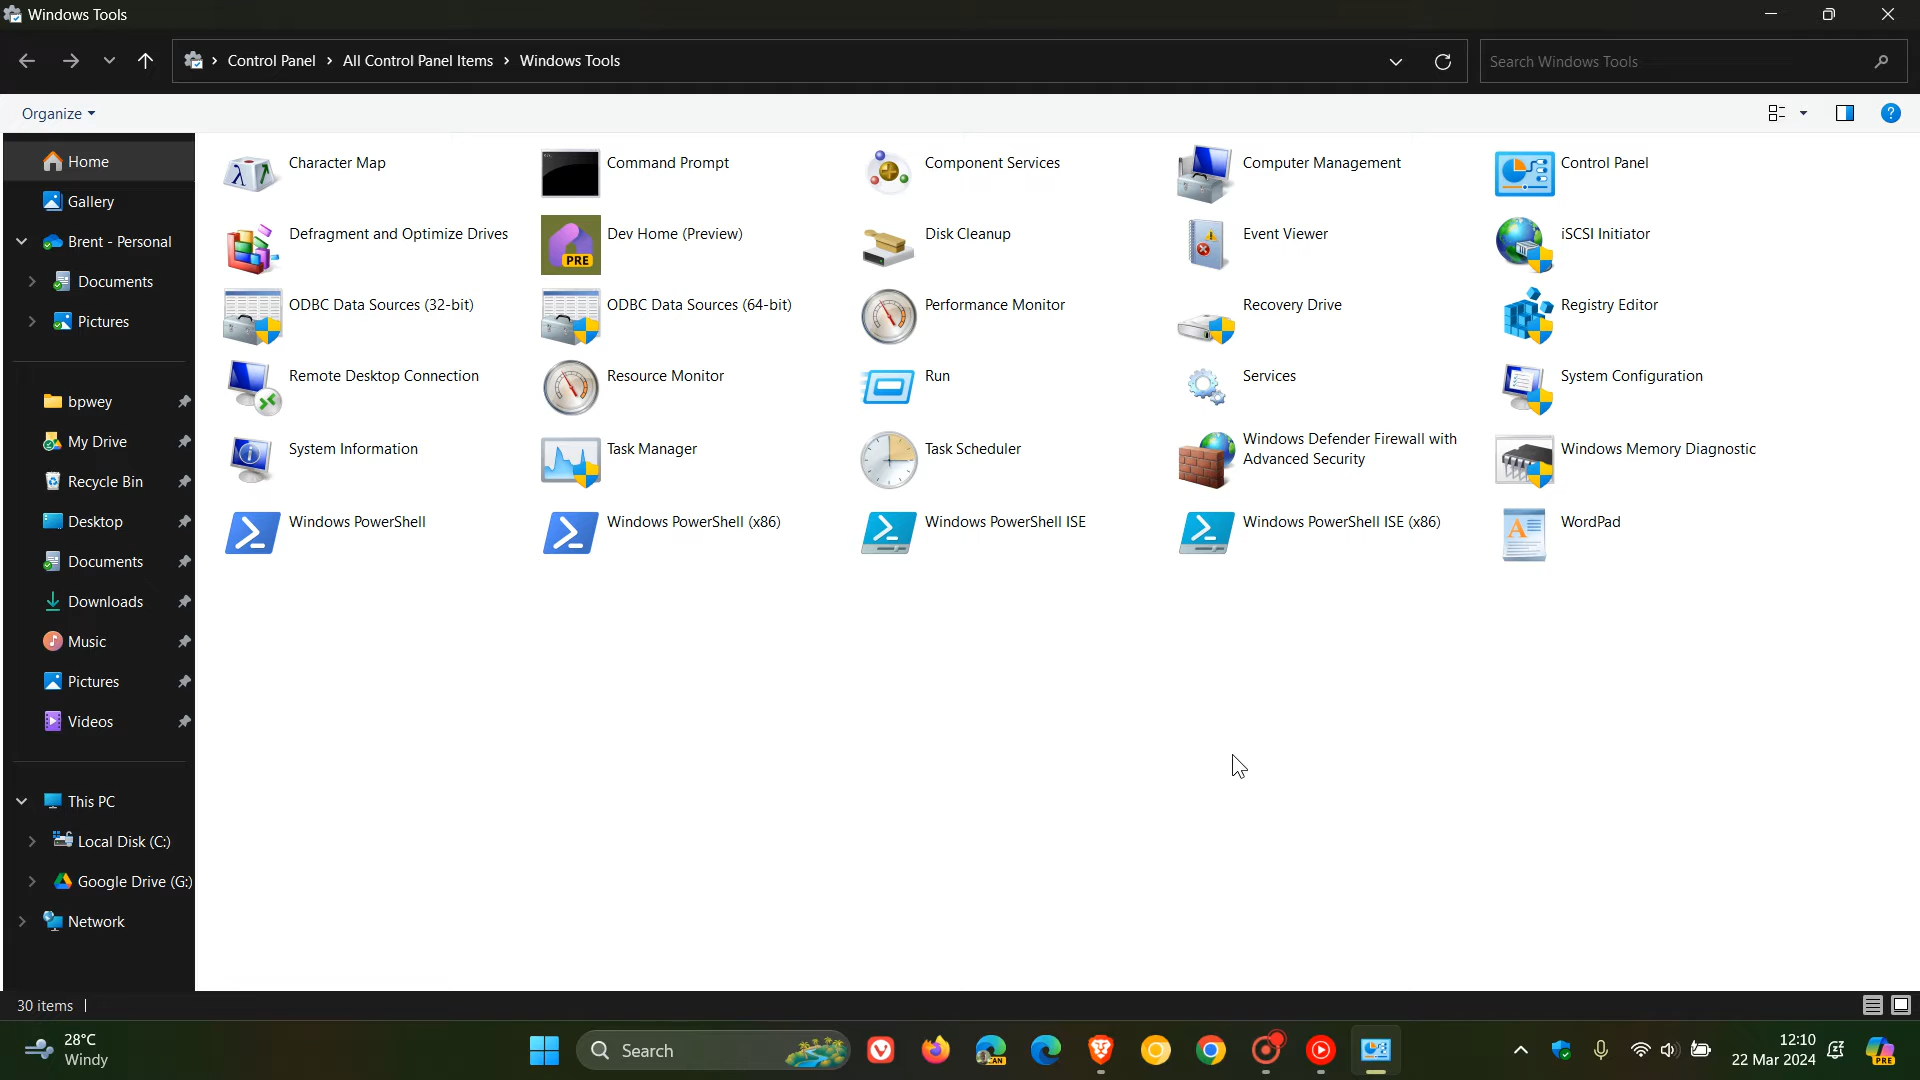 Windows Tools
Control Panel > All Control Panel Items > Windows Tools
Search Windows Tools
Organize
Home
Gallery
Brent - Personal
Documents
Pictures
bpwey
My Drive
Recycle Bin
Desktop
Documents
Downloads
Music
Pictures
Videos
This PC
Local Disk (C:)
Google Drive (G:)
Network
Character Map
Command Prompt
Component Services
Computer Management
Control Panel
Defragment and Optimize Drives
Dev Home (Preview)
PRE
Disk Cleanup
Event Viewer
iSCSI Initiator
ODBC Data Sources (32-bit)
ODBC Data Sources (64-bit)
Performance Monitor
Recovery Drive
Registry Editor
Remote Desktop Connection
Resource Monitor
Run
Services
System Configuration
System Information
Task Manager
Task Scheduler
Windows Defender Firewall with
Advanced Security
Windows Memory Diagnostic
Windows PowerShell
Windows PowerShell (x86)
Windows PowerShell ISE
Windows PowerShell ISE (x86)
WordPad
30 items
28°C
Windy
Search
CAN
12:10
22 Mar 2024
PRE